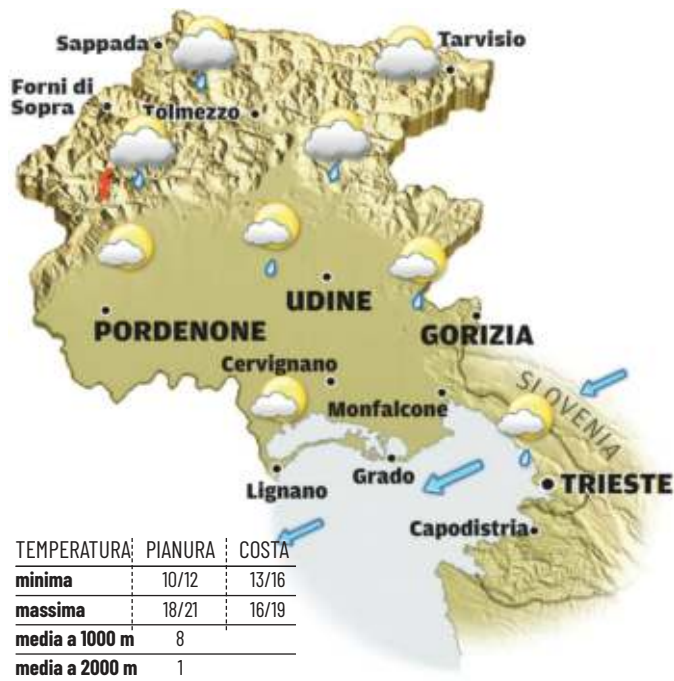 Sappada
Tarvisio
Forni di
Sopra
Tolmezzo
UDINE
PORDENONE
GORIZIA
Cervignano
SLOVENIA
Monfalcone
Grado
Lignano
TRIESTE
Capodistria
TEMPERATURA PIANURA COSTA
minima 10/12 13/16
massima 18/21 16/19
media a 1000 m 8
media a 2000 m 1